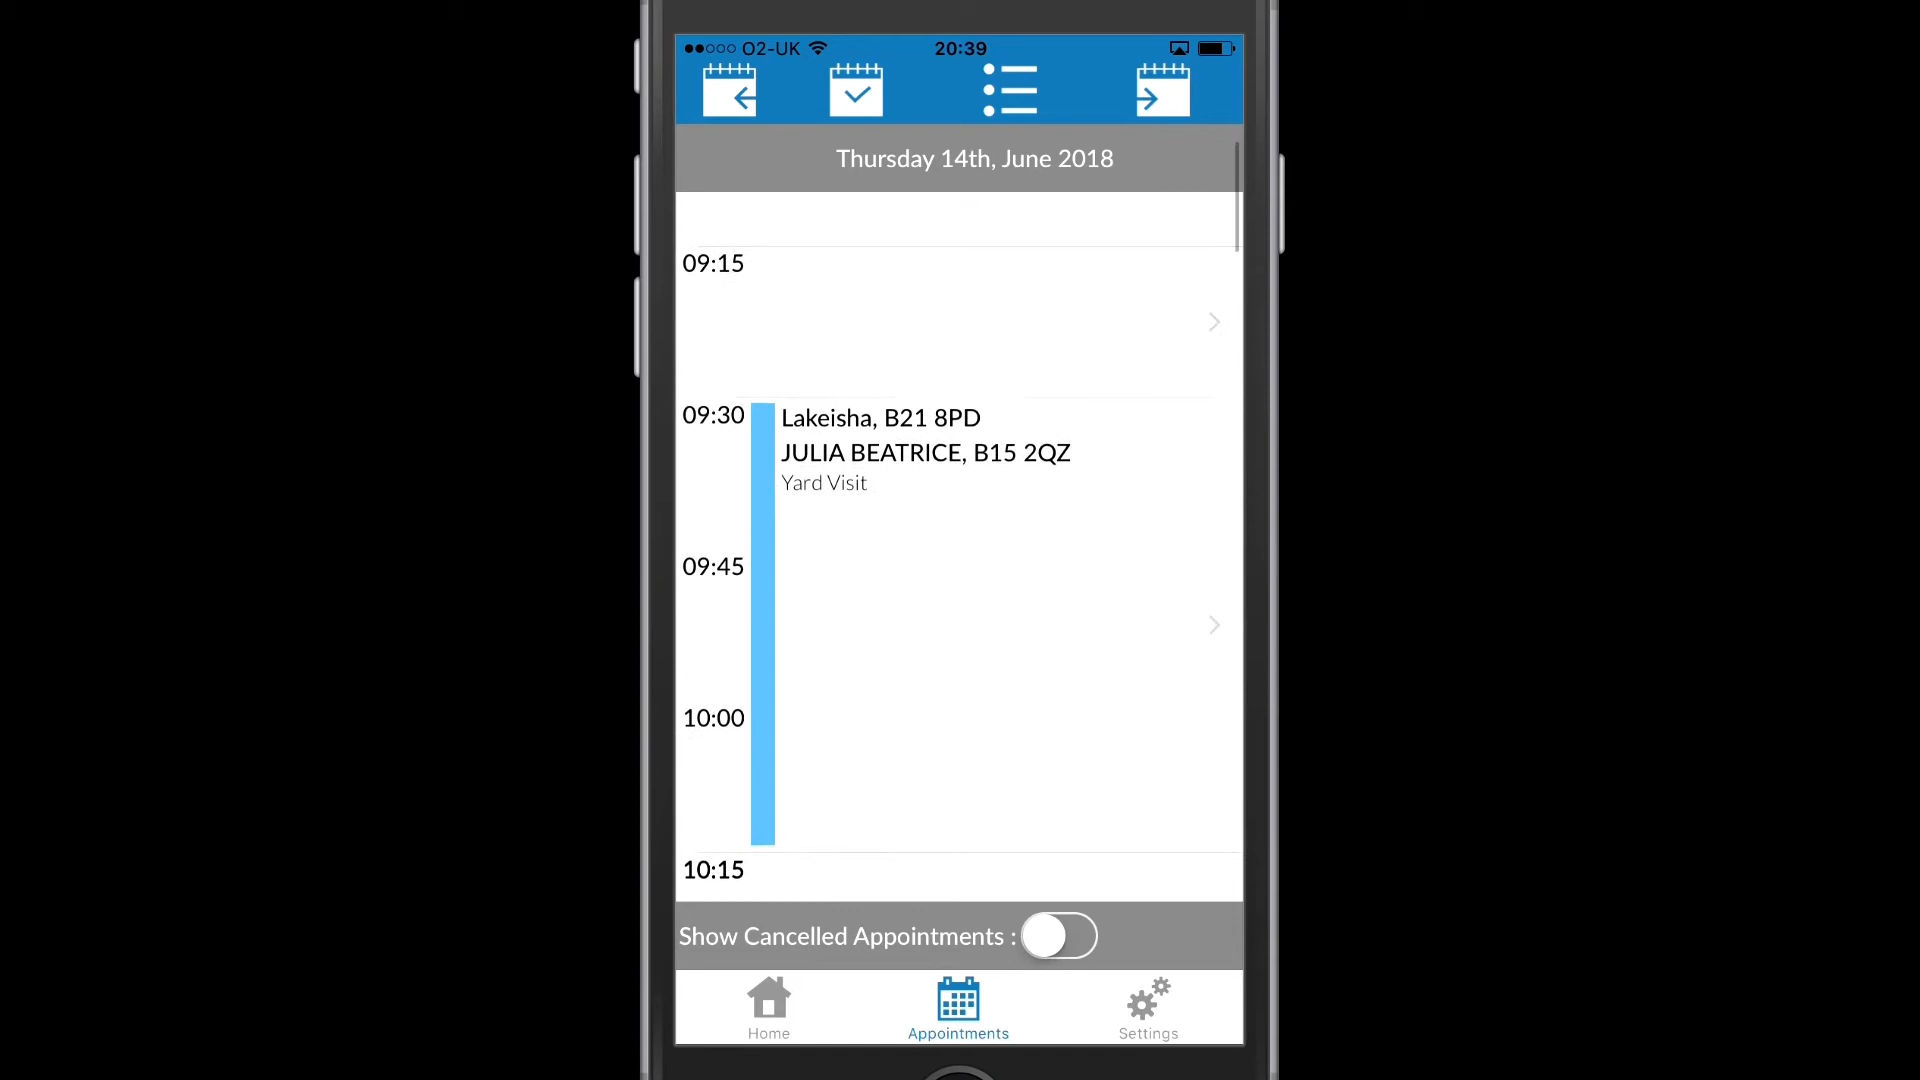 O2-UK 20:39
Thursday 14th, June 2018
09:15
09:30 Lakeisha, B21 8PD
JULIA BEATRICE, B15 2QZ
Yard Visit
09:45
10:00
10:15
Show Cancelled Appointments :
Home Appointments Settings